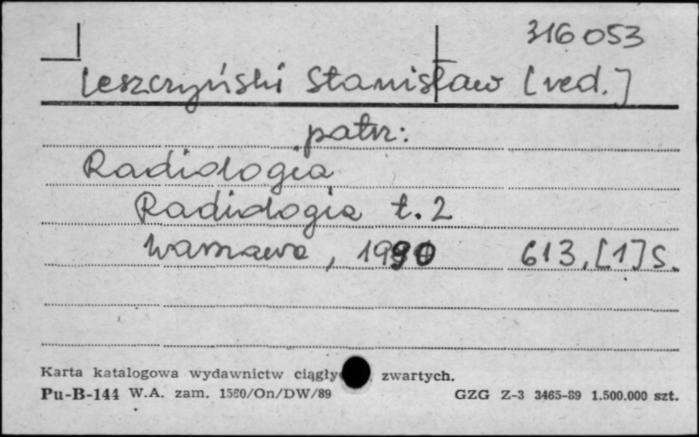 316 053
Leszczyński Stanisław [red.]
patrz:
Radiologia
Radiologia t. 2
Warszawa, 1990 613, [1] s.
Karta katalogowa wydawnictw zwartych.
Pu-B-144 W.A. zam. 1580/On/DW/89 GZG Z-3 3465-89 1.500.000 szt.